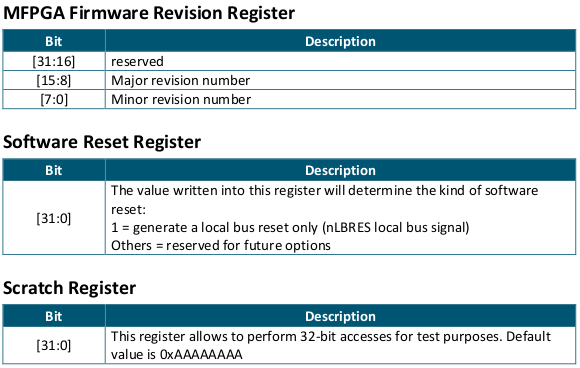 MFPGA Firmware Revision Register
Bit Description
[31:16] reserved
[15:8] Major revision number
[7:0] Minor revision number
Software Reset Register
Bit Description
The value written into this register will determine the kind of software
reset:
[31:0] 1 = generate a local bus reset only (nLBRES local bus signal)
Others = reserved for future options
Scratch Register
Bit Description
[31:0] This register allows to perform 32-bit accesses for test purposes. Default
value is 0xAAAAAAAA